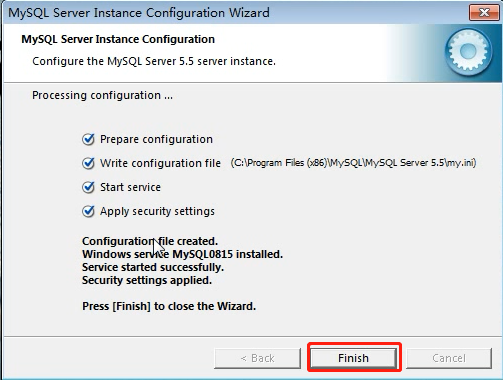 MySQL Server Instance Configuration Wizard
MySQL Server Instance Configuration
Configure the MySQL Server 5.5 server instance.
Processing configuration ...
Prepare configuration
Write configuration file (C:\Program Files (x86)\MySQL\MySQL Server 5.5\my.ini)
Start service
Apply security settings
Configuration file created.
Windows service MySQL0815 installed.
Service started successfully.
Security settings applied.
Press [Finish] to close the Wizard.
< Back Finish Cancel